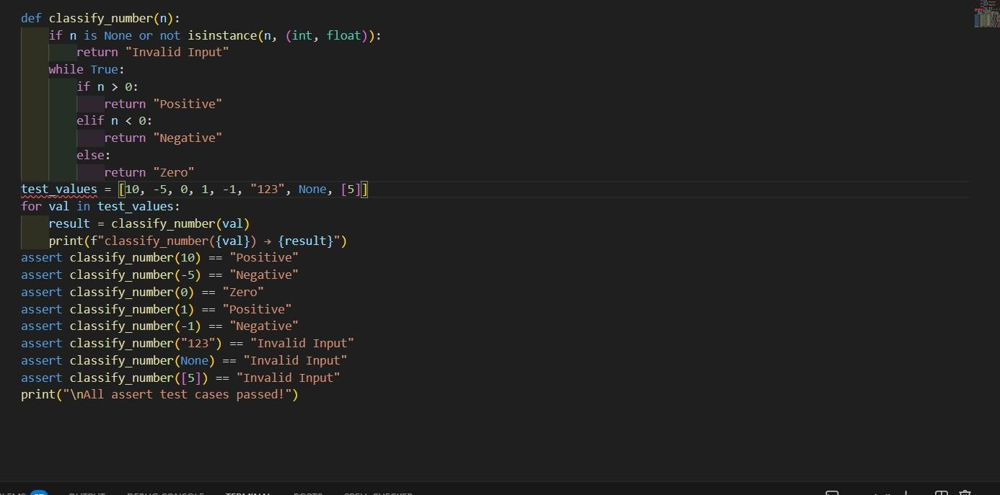 def classify_number(n):
    if n is None or not isinstance(n, (int, float)):
        return "Invalid Input"
    while True:
        if n > 0:
            return "Positive"
        elif n < 0:
            return "Negative"
        else:
            return "Zero"
test_values = [10, -5, 0, 1, -1, "123", None, [5]]
for val in test_values:
    result = classify_number(val)
    print(f"classify_number({val}) → {result}")
assert classify_number(10) == "Positive"
assert classify_number(-5) == "Negative"
assert classify_number(0) == "Zero"
assert classify_number(1) == "Positive"
assert classify_number(-1) == "Negative"
assert classify_number("123") == "Invalid Input"
assert classify_number(None) == "Invalid Input"
assert classify_number([5]) == "Invalid Input"
print("\nAll assert test cases passed!")
OUTPUT DEBUG CONSOLE TERMINAL PORTS SPELL CHECKER